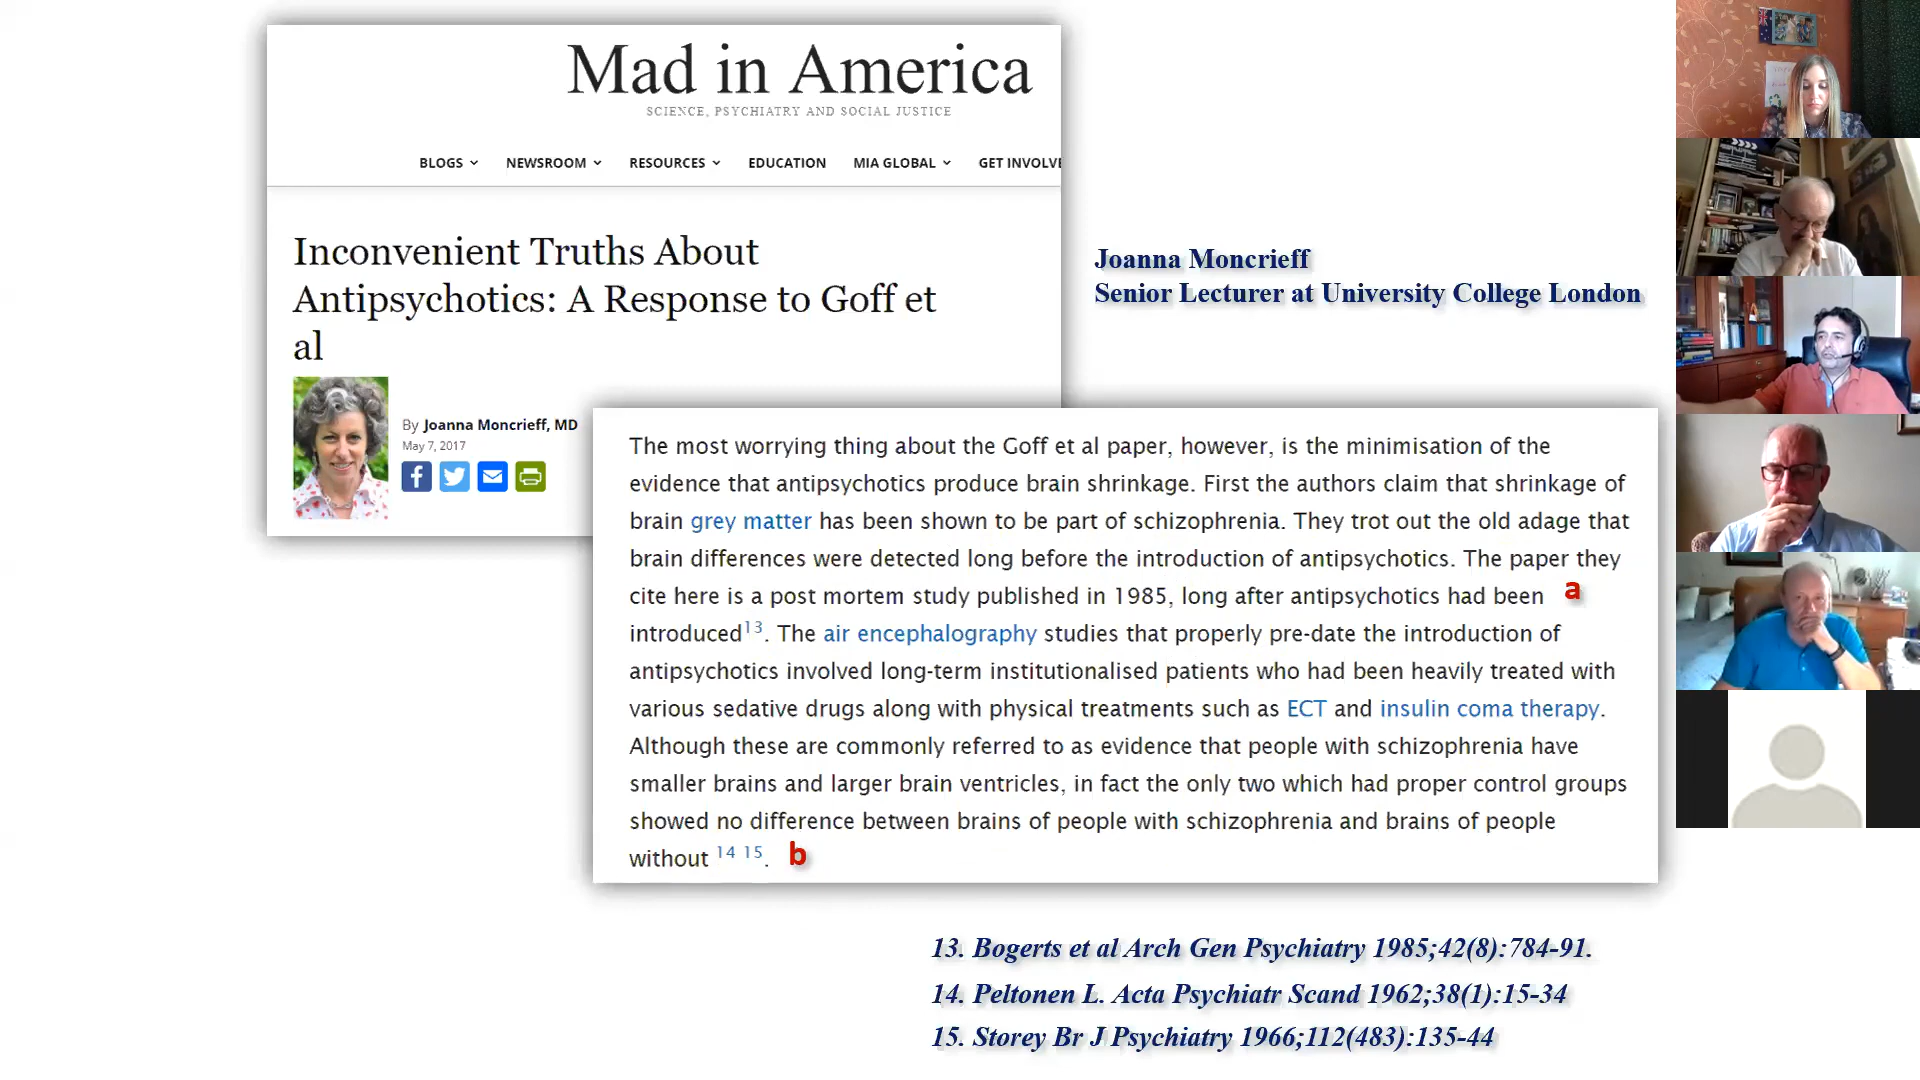 Mad in America
SCIENCE, PSYCHIATRY AND SOCIAL JUSTICE
BLOGS NEWSROOM RESOURCES EDUCATION MIA GLOBAL GET INVOLVE
Inconvenient Truths About
Antipsychotics: A Response to Goff et
al
By Joanna Moncrieff, MD
May 7, 2017
Joanna Moncrieff
Senior Lecturer at University College London
The most worrying thing about the Goff et al paper, however, is the minimisation of the
evidence that antipsychotics produce brain shrinkage. First the authors claim that shrinkage of
brain grey matter has been shown to be part of schizophrenia. They trot out the old adage that
brain differences were detected long before the introduction of antipsychotics. The paper they
cite here is a post mortem study published in 1985, long after antipsychotics had been a
introduced13. The air encephalography studies that properly pre-date the introduction of
antipsychotics involved long-term institutionalised patients who had been heavily treated with
various sedative drugs along with physical treatments such as ECT and insulin coma therapy.
Although these are commonly referred to as evidence that people with schizophrenia have
smaller brains and larger brain ventricles, in fact the only two which had proper control groups
showed no difference between brains of people with schizophrenia and brains of people
without 14 15. b
13. Bogerts et al Arch Gen Psychiatry 1985;42(8):784-91.
14. Peltonen L. Acta Psychiatr Scand 1962;38(1):15-34
15. Storey Br J Psychiatry 1966;112(483):135-44